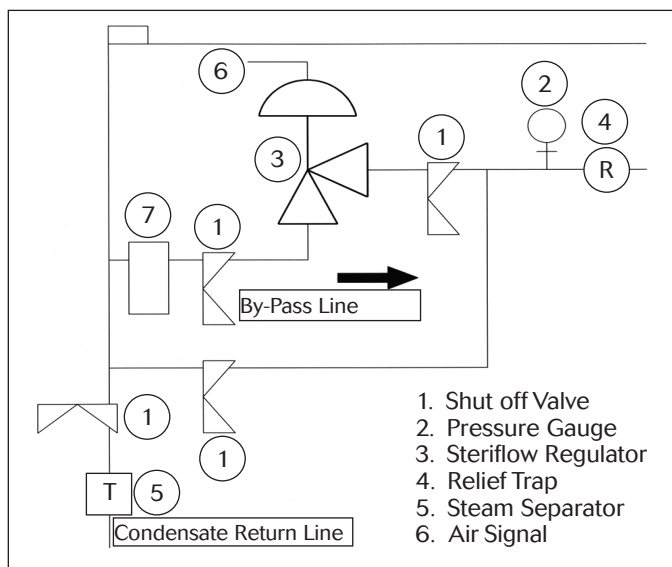 6
2
4
1
3
R
7
1
By-Pass Line
1
1
T
5
Condensate Return Line
1. Shut off Valve
2. Pressure Gauge
3. Steriflow Regulator
4. Relief Trap
5. Steam Separator
6. Air Signal